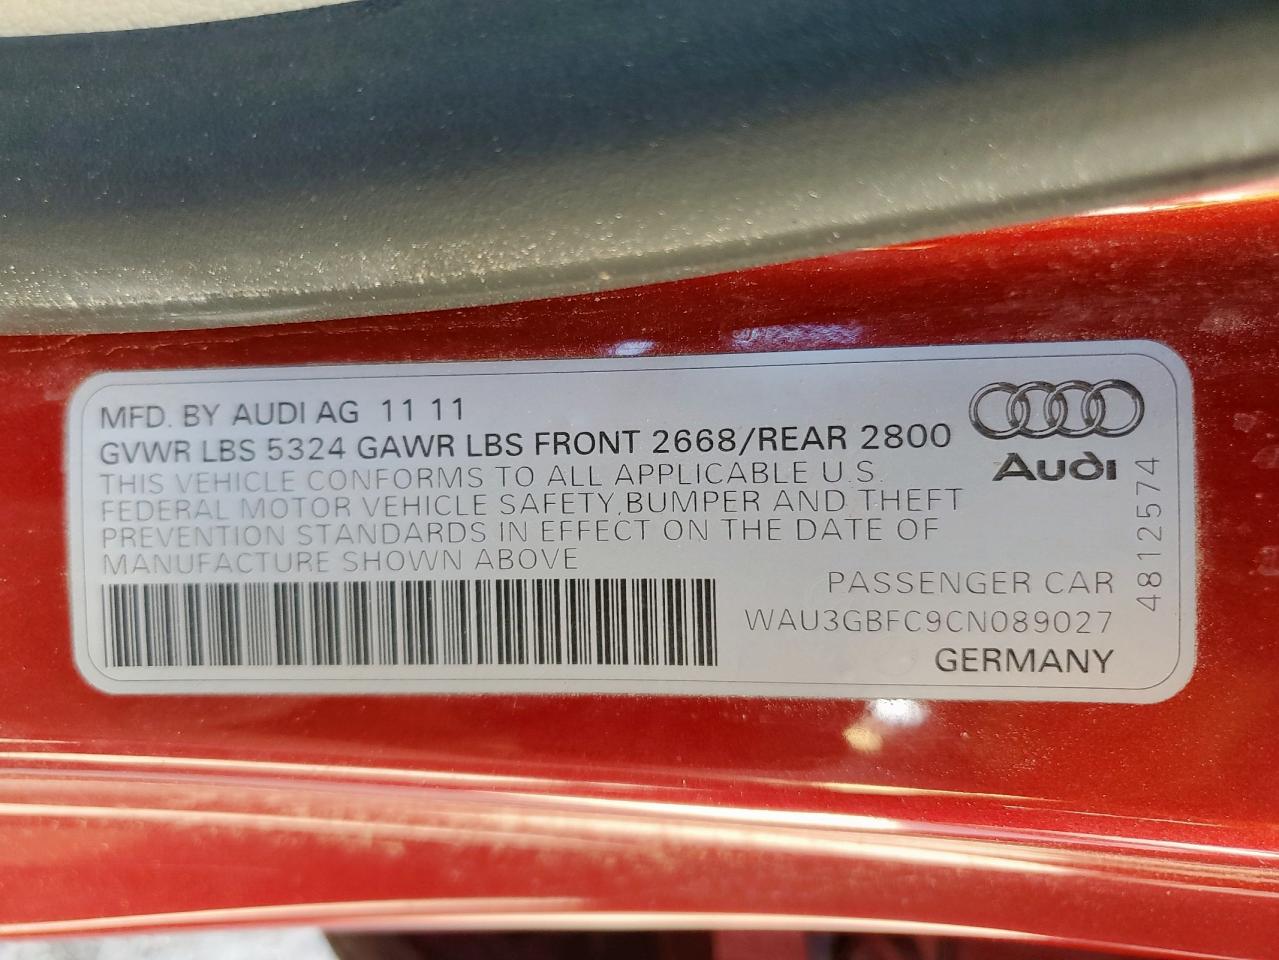 MFD. BY AUDI AG 11 11
GVWR LBS 5324 GAWR LBS FRONT 2668/REAR 2800
THIS VEHICLE CONFORMS TO ALL APPLICABLE U.S.
FEDERAL MOTOR VEHICLE SAFETY, BUMPER AND THEFT
PREVENTION STANDARDS IN EFFECT ON THE DATE OF
MANUFACTURE SHOWN ABOVE
Audi
PASSENGER CAR
WAU3GBFC9CN089027
GERMANY
4812574